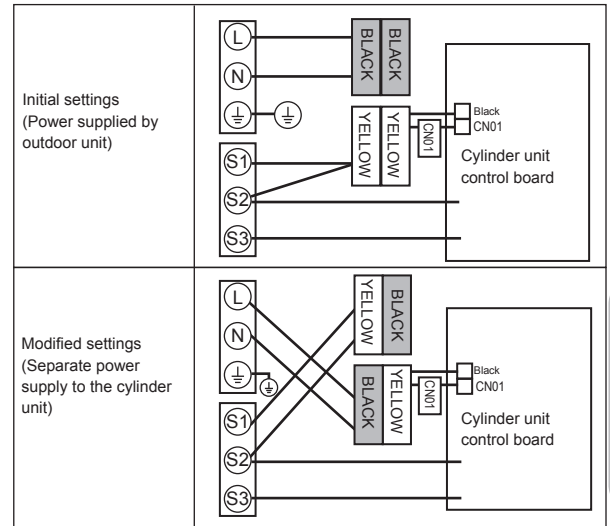 Initial settings
(Power supplied by
outdoor unit)
L
N
S1
S2
S3
BLACK
BLACK
YELLOW
YELLOW
CN01
Black
CN01
Cylinder unit
control board
Modified settings
(Separate power
supply to the cylinder
unit)
L
N
S1
S2
S3
YELLOW
BLACK
BLACK
YELLOW
CN01
Black
CN01
Cylinder unit
control board